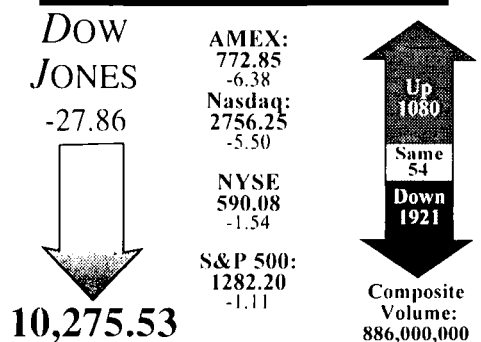 DOW
JONES
-27.86
10,275.53
AMEX:
772.85
-6.38
Nasdaq:
2756.25
-5.50
NYSE
590.08
-1.54
S&P 500:
1282.20
-1.11
Up
1080
Same
54
Down
1921
Composite
Volume:
886,000,000